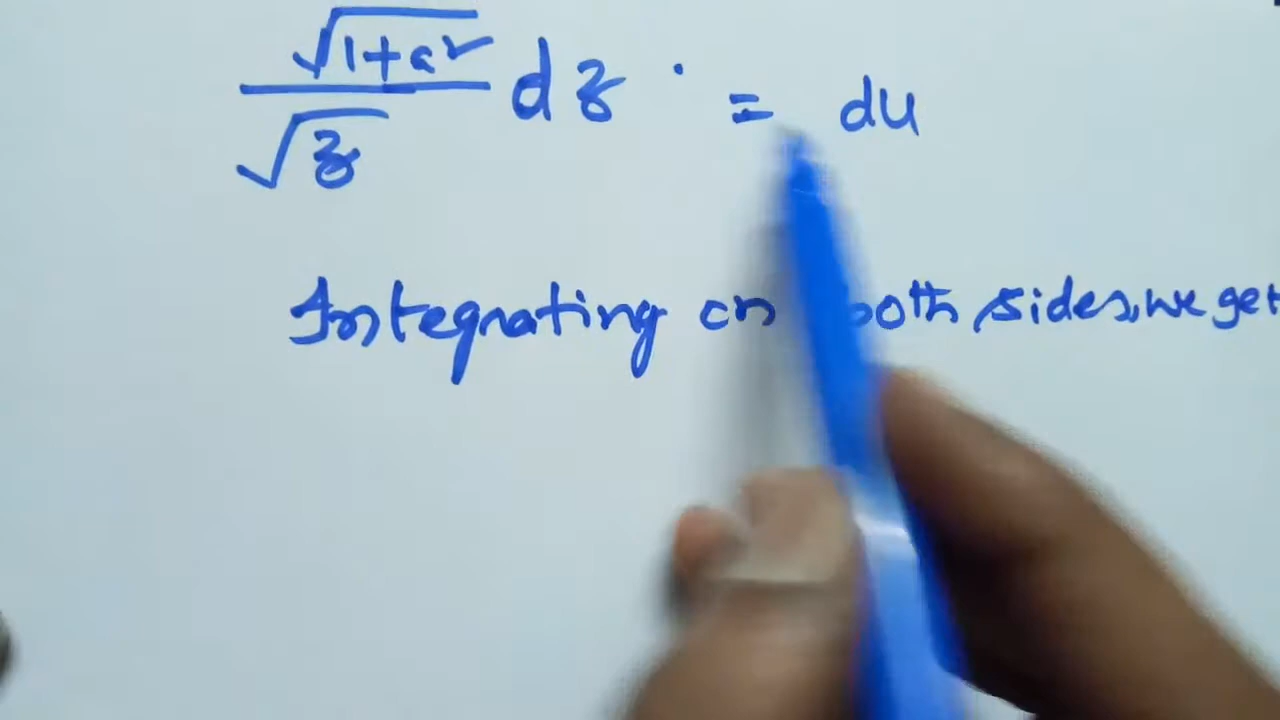 √(1+a²)/√z dz = du
Integrating on both sides, we get